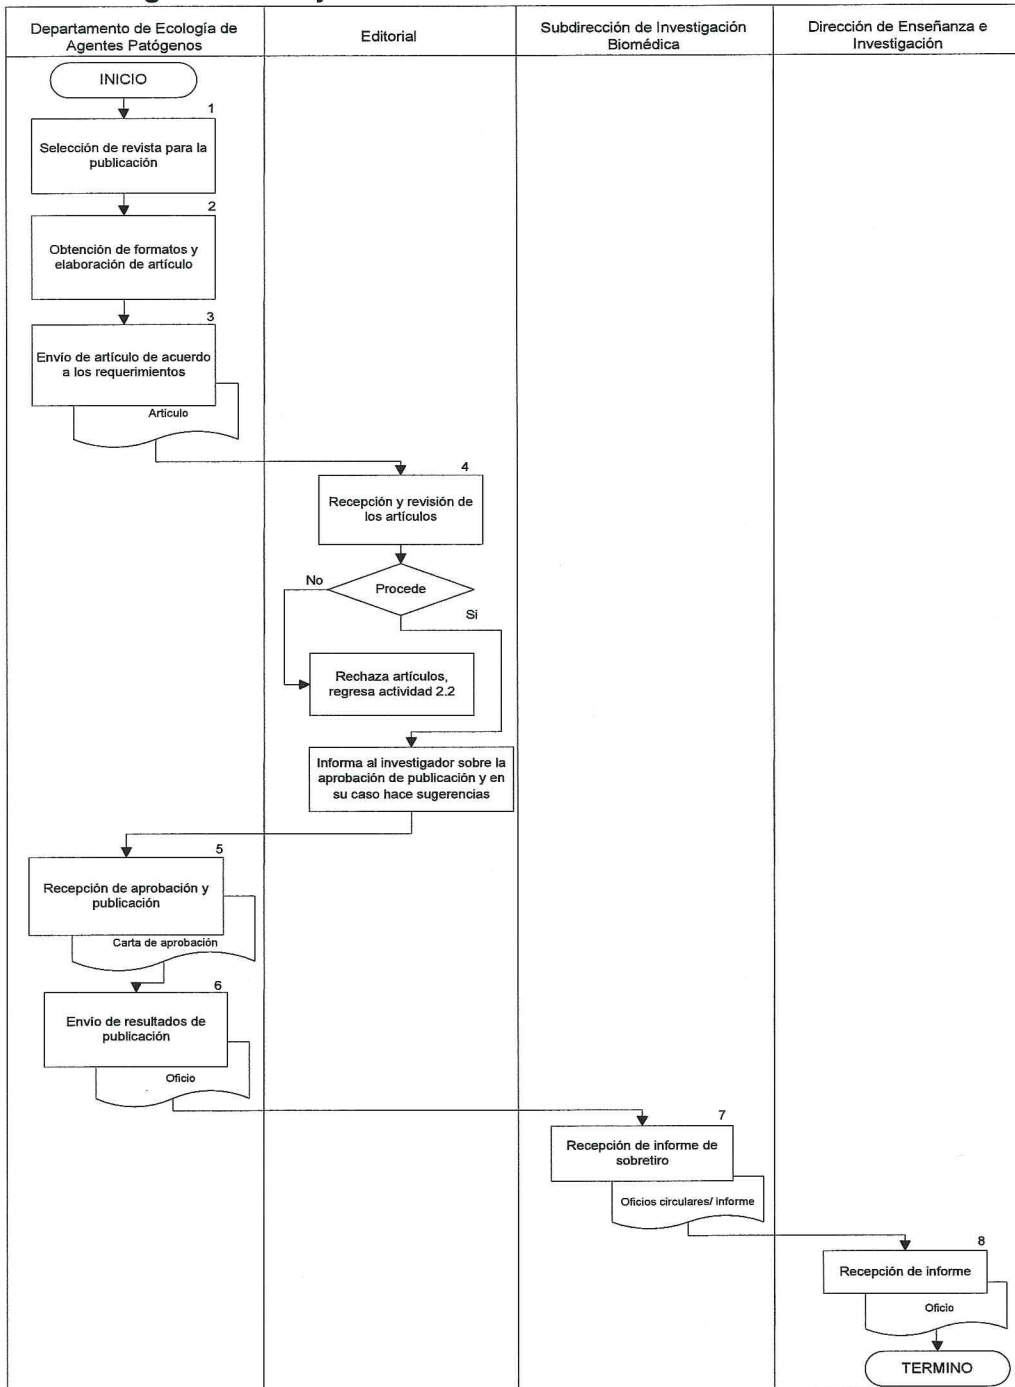 Departamento de Ecología de
Agentes Patógenos
Editorial
Subdirección de Investigación
Biomédica
Dirección de Enseñanza e
Investigación
INICIO
1
Selección de revista para la
publicación
2
Obtención de formatos y
elaboración de artículo
3
Envío de artículo de acuerdo
a los requerimientos
Artículo
4
Recepción y revisión de
los artículos
Procede
No
Si
Rechaza artículos,
regresa actividad 2.2
Informa al investigador sobre la
aprobación de publicación y en
su caso hace sugerencias
5
Recepción de aprobación y
publicación
Carta de aprobación
6
Envío de resultados de
publicación
Oficio
7
Recepción de informe de
sobretiro
Oficios circulares/ informe
8
Recepción de informe
Oficio
TERMINO